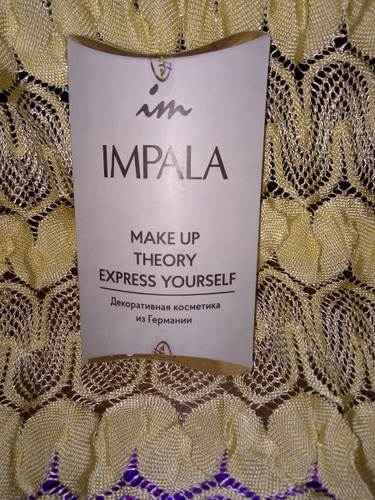 im
IMPALA
MAKE UP
THEORY
EXPRESS YOURSELF
Декоративная косметика
из Германии